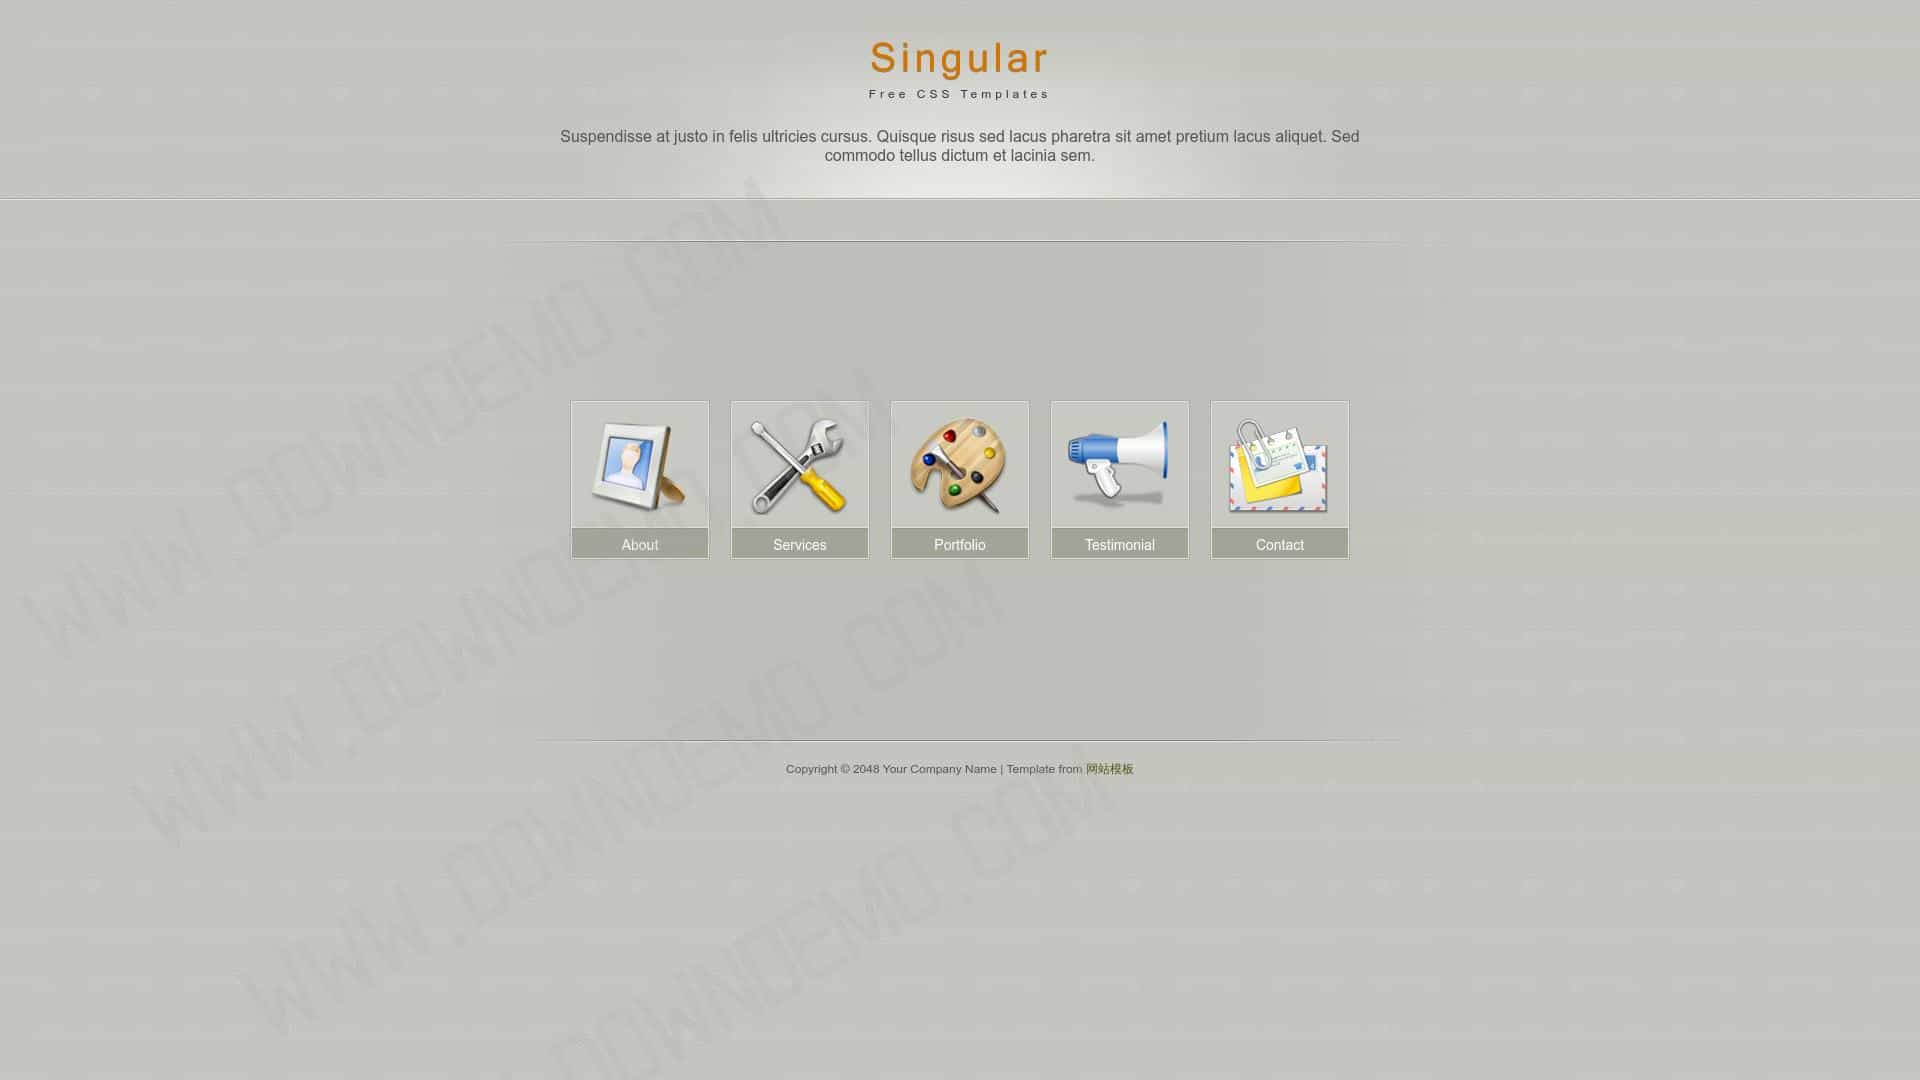 Singular
Free CSS Templates
Suspendisse at justo in felis ultricies cursus. Quisque risus sed lacus pharetra sit amet pretium lacus aliquet. Sed
commodo tellus dictum et lacinia sem.
WWW.DOWNDEMO.COM
WWW.DOWNDEMO.COM
About
Services
Portfolio
Testimonial
Contact
WWW.DOWNDEMO.COM
Copyright © 2048 Your Company Name | Template from 网站模板
.DOWNDEMO.COM